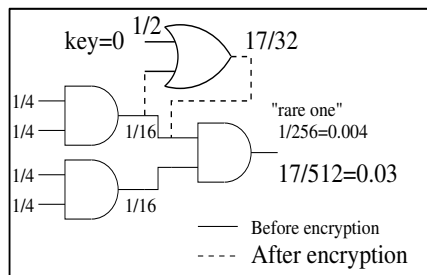 key=0
1/2
17/32
1/4
1/4
1/16
"rare one"
1/256=0.004
17/512=0.03
1/4
1/4
1/16
Before encryption
After encryption